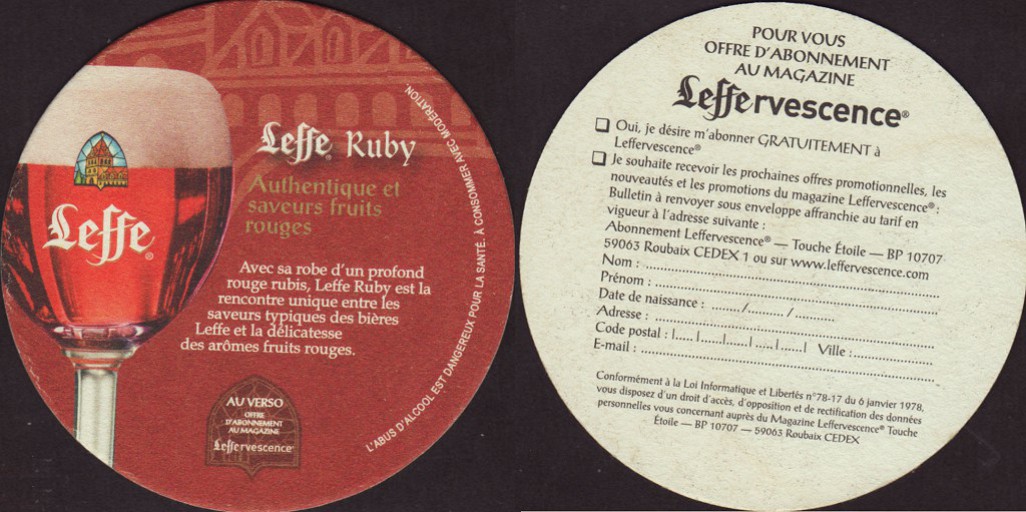 Leffe®
Leffe® Ruby
Authentique et
saveurs fruits
rouges
Avec sa robe d'un profond
rouge rubis, Leffe Ruby est la
rencontre unique entre les
saveurs typiques des bières
Leffe et la délicatesse
des arômes fruits rouges.
AU VERSO
OFFRE
D'ABONNEMENT
AU MAGAZINE
Leffervescence®
L'ABUS D'ALCOOL EST DANGEREUX POUR LA SANTÉ. À CONSOMMER AVEC MODÉRATION
POUR VOUS
OFFRE D'ABONNEMENT
AU MAGAZINE
Leffervescence®
❏ Oui, je désire m'abonner GRATUITEMENT à
Leffervescence®
❏ Je souhaite recevoir les prochaines offres promotionnelles, les
nouveautés et les promotions du magazine Leffervescence® ;
Bulletin à renvoyer sous enveloppe affranchie au tarif en
vigueur à l'adresse suivante :
Abonnement Leffervescence® — Touche Étoile — BP 10707
59063 Roubaix CEDEX 1 ou sur www.leffervescence.com
Nom : ........................................
Prénom : ........................................
Date de naissance : ......../........../ ..........
Adresse : ........................................
Code postal : |.....|.....|.....|.....|.....| Ville : ....................
E-mail : ........................................
Conformément à la Loi Informatique et Libertés n°78-17 du 6 janvier 1978,
vous disposez d'un droit d'accès, d'opposition et de rectification des données
personnelles vous concernant auprès du Magazine Leffervescence® Touche
Étoile — BP 10707 — 59063 Roubaix CEDEX